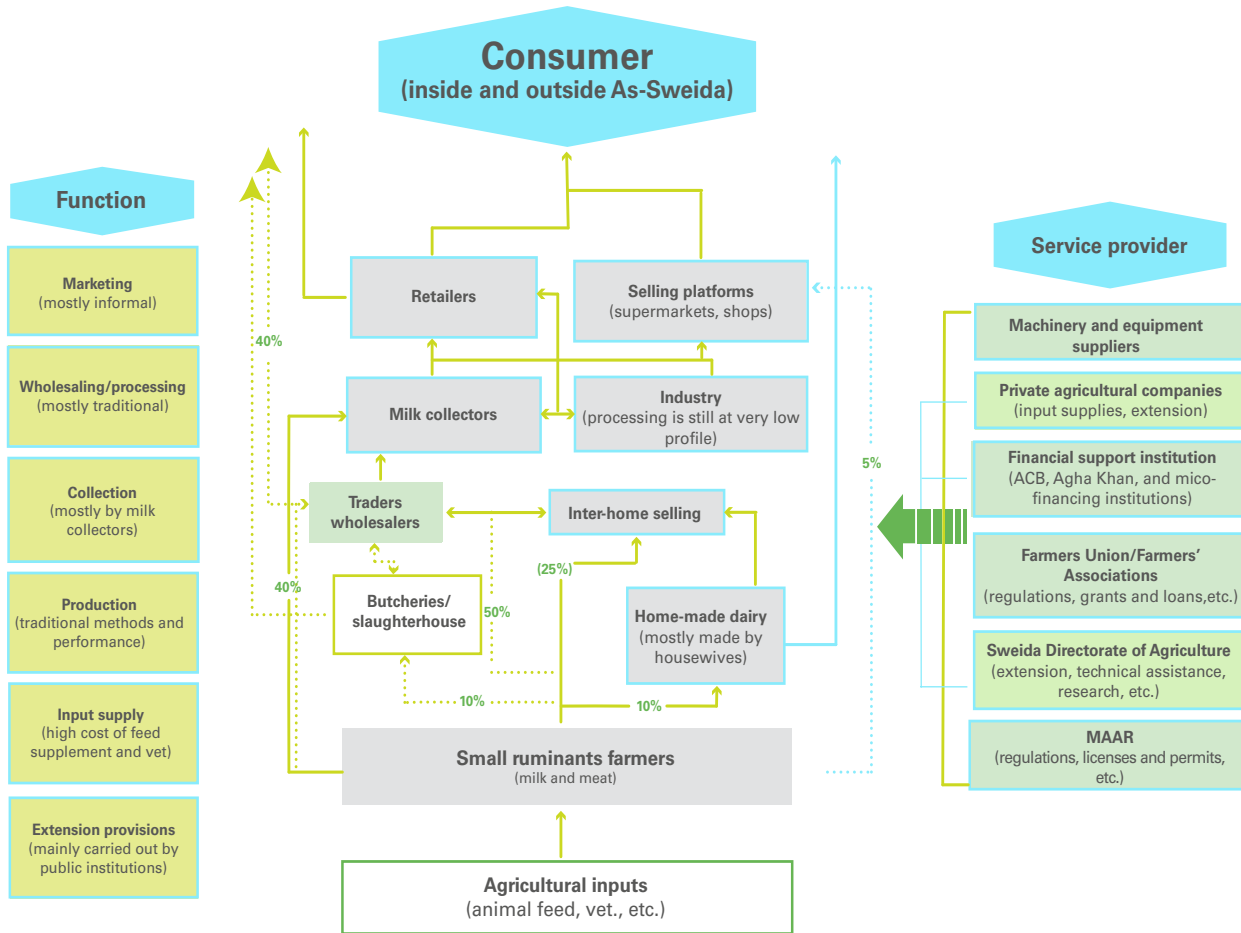 Consumer
(inside and outside As-Sweida)
Function
Marketing
(mostly informal)
Wholesaling/processing
(mostly traditional)
Collection
(mostly by milk
collectors)
Production
(traditional methods and
performance)
Input supply
(high cost of feed
supplement and vet)
Extension provisions
(mainly carried out by
public institutions)
Retailers
Selling platforms
(supermarkets, shops)
40%
Milk collectors
Industry
(processing is still at very low
profile)
5%
Traders
wholesalers
Inter-home selling
(25%)
40%
Butcheries/
slaughterhouse
50%
Home-made dairy
(mostly made by
housewives)
10%
10%
Small ruminants farmers
(milk and meat)
Agricultural inputs
(animal feed, vet., etc.)
Service provider
Machinery and equipment
suppliers
Private agricultural companies
(input supplies, extension)
Financial support institution
(ACB, Agha Khan, and mico-
financing institutions)
Farmers Union/Farmers’
Associations
(regulations, grants and loans,etc.)
Sweida Directorate of Agriculture
(extension, technical assistance,
research, etc.)
MAAR
(regulations, licenses and permits,
etc.)